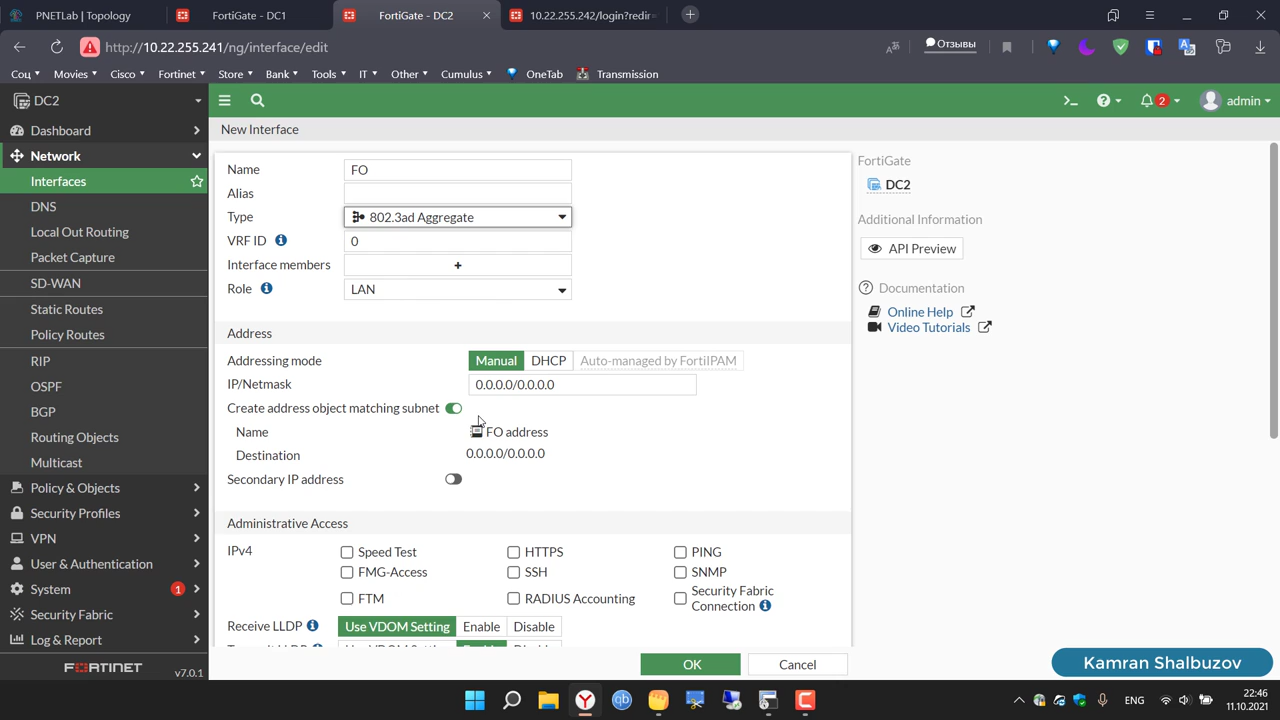 PNETLab | Topology
FortiGate - DC1
FortiGate - DC2
10.22.255.242/login?redir
http://10.22.255.241/ng/interface/edit
Отзывы
Соц
Movies
Cisco
Fortinet
Store
Bank
Tools
IT
Other
Cumulus
OneTab
Transmission
DC2
2
admin
Dashboard
Network
Interfaces
DNS
Local Out Routing
Packet Capture
SD-WAN
Static Routes
Policy Routes
RIP
OSPF
BGP
Routing Objects
Multicast
Policy & Objects
Security Profiles
VPN
User & Authentication
System
1
Security Fabric
Log & Report
FORTINET
v7.0.1
New Interface
Name
FO
Alias
Type
802.3ad Aggregate
VRF ID
0
Interface members
+
Role
LAN
Address
Addressing mode
Manual
DHCP
Auto-managed by FortiIPAM
IP/Netmask
0.0.0.0/0.0.0.0
Create address object matching subnet
Name
FO address
Destination
0.0.0.0/0.0.0.0
Secondary IP address
Administrative Access
IPv4
Speed Test
HTTPS
PING
FMG-Access
SSH
SNMP
FTM
RADIUS Accounting
Security Fabric
Connection
Receive LLDP
Use VDOM Setting
Enable
Disable
OK
Cancel
FortiGate
DC2
Additional Information
API Preview
Documentation
Online Help
Video Tutorials
Kamran Shalbuzov
ENG
22:46
11.10.2021